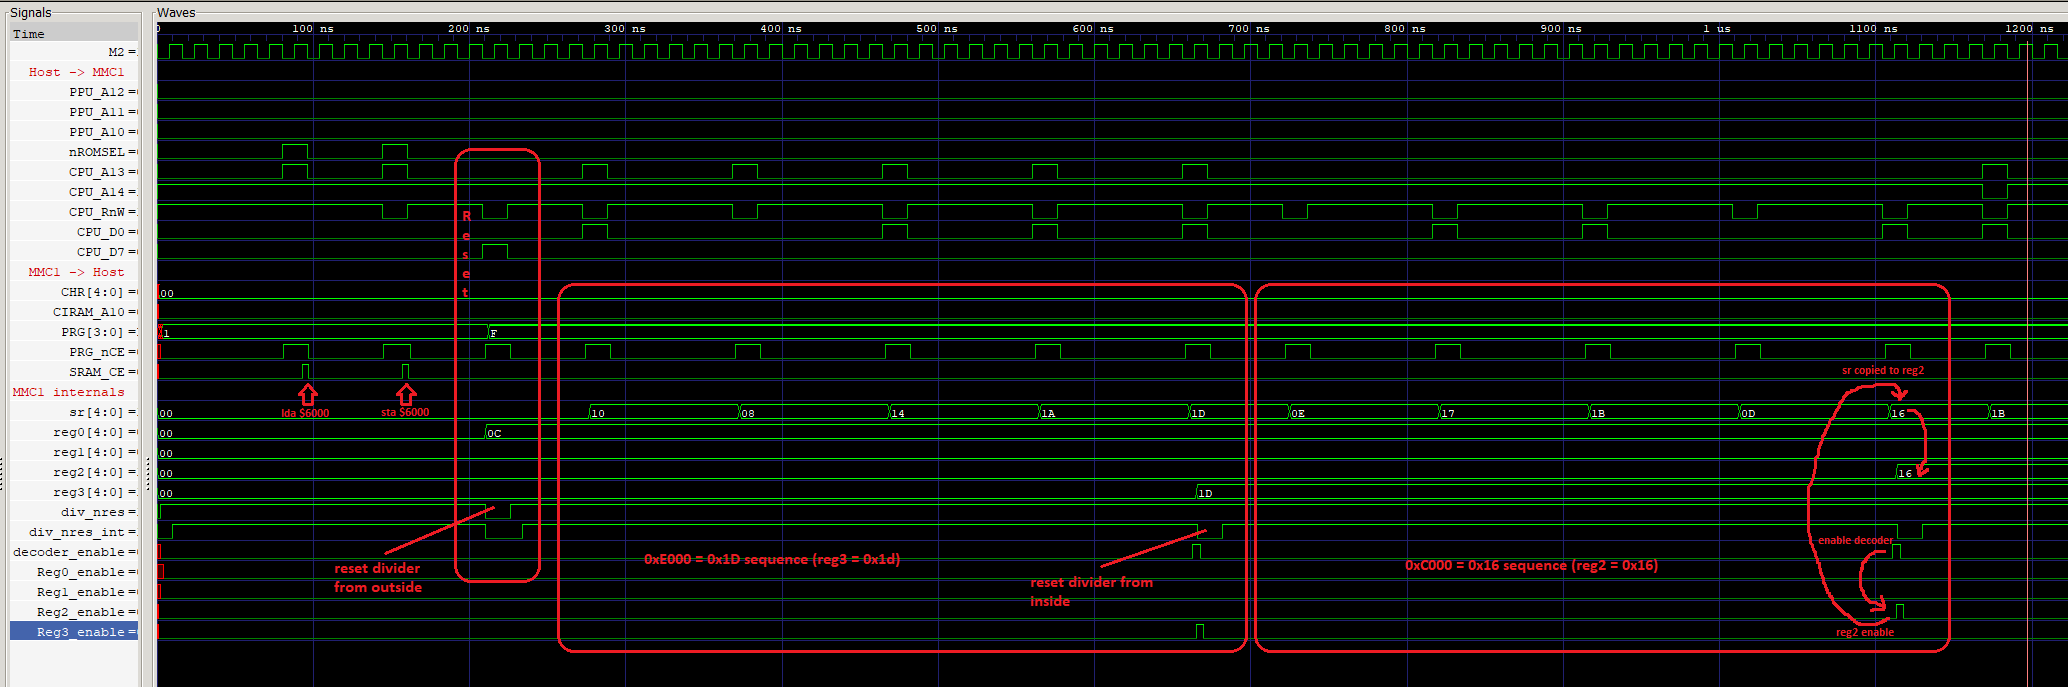 Signals
Waves
Time
0
100 ns
200 ns
300 ns
400 ns
500 ns
600 ns
700 ns
800 ns
900 ns
1 us
1100 ns
1200 ns
M2 =
Host -> MMC1
PPU_A12 =
PPU_A11 =
PPU_A10 =
nROMSEL =
CPU_A13 =
CPU_A14 =
CPU_RnW =
CPU_D0 =
CPU_D7 =
Reset
MMC1 -> Host
CHR[4:0] =
00
CIRAM_A10 =
PRG[3:0] =
1
F
PRG_nCE =
SRAM_CE =
sr copied to reg2
MMC1 internals
lda $6000
sta $6000
sr[4:0] =
00
10
08
14
1A
1D
0E
17
1B
0D
16
1B
reg0[4:0] =
00
0C
reg1[4:0] =
00
reg2[4:0] =
00
16
reg3[4:0] =
00
1D
div_nres =
div_nres_int =
enable decoder
decoder_enable =
0xE000 = 0x1D sequence (reg3 = 0x1d)
0xC000 = 0x16 sequence (reg2 = 0x16)
reset divider
from outside
Reg0_enable =
reset divider from
inside
Reg1_enable =
Reg2_enable =
Reg3_enable =
reg2 enable